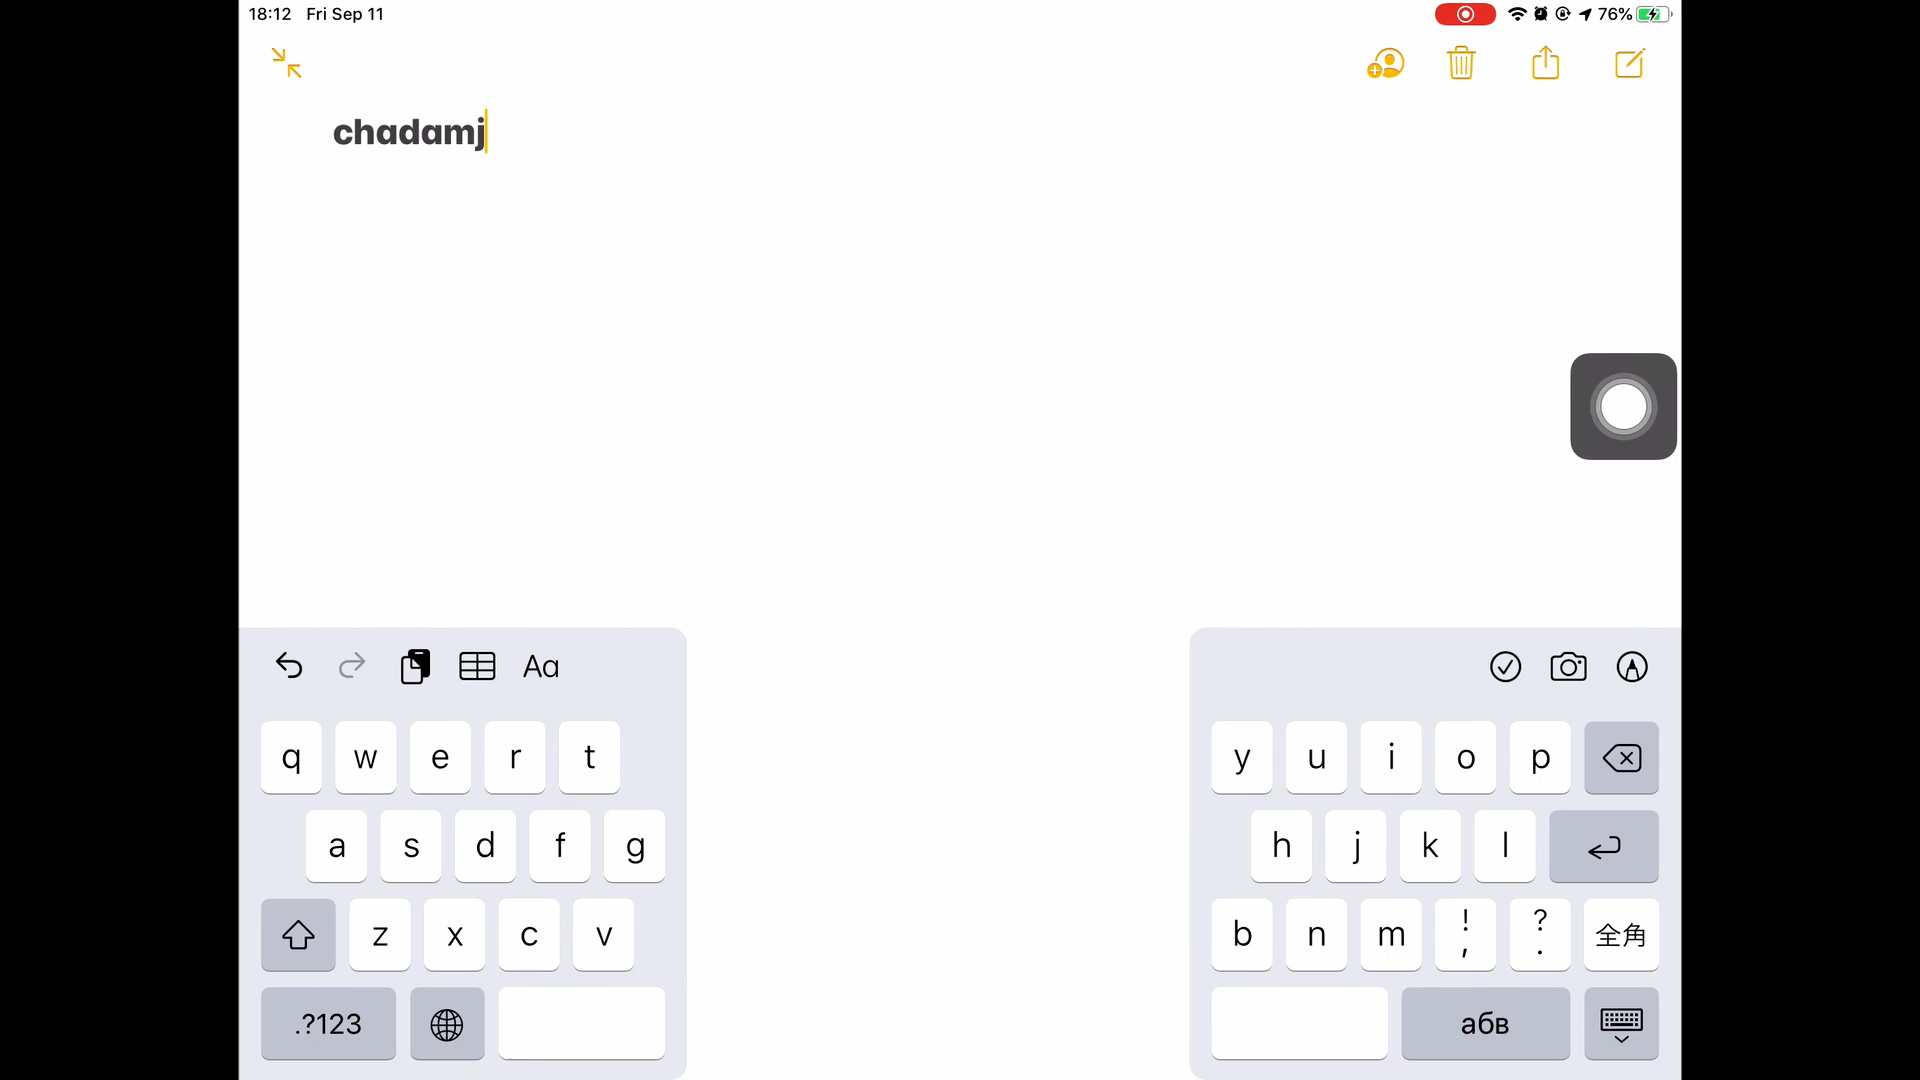 18:12 Fri Sep 11 76%
chadamj
Aa
q w e r t y u i o p
a s d f g h j k l
z x c v b n m ! , ? . 全角
.?123 абв